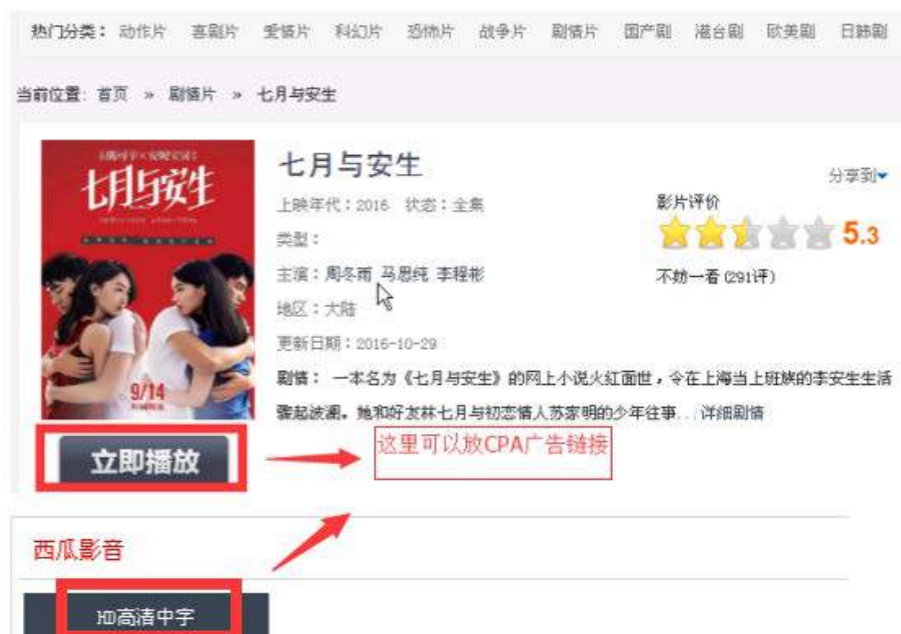 热门分类：动作片 喜剧片 爱情片 科幻片 恐怖片 战争片 剧情片 国产剧 港台剧 欧美剧 日韩剧
当前位置：首页 » 剧情片 » 七月与安生
七月与安生
9/14
七月与安生
分享到
上映年代：2016 状态：全集
影片评价
5.3
类型：
主演：周冬雨 马思纯 李程彬
不妨一看 (291评)
地区：大陆
更新日期：2016-10-29
剧情： 一本名为《七月与安生》的网上小说火红面世，令在上海当上班族的李安生生活
骤起波澜。她和好友林七月与初恋情人苏家明的少年往事...详细剧情
立即播放
这里可以放CPA广告链接
西瓜影音
HD高清中字